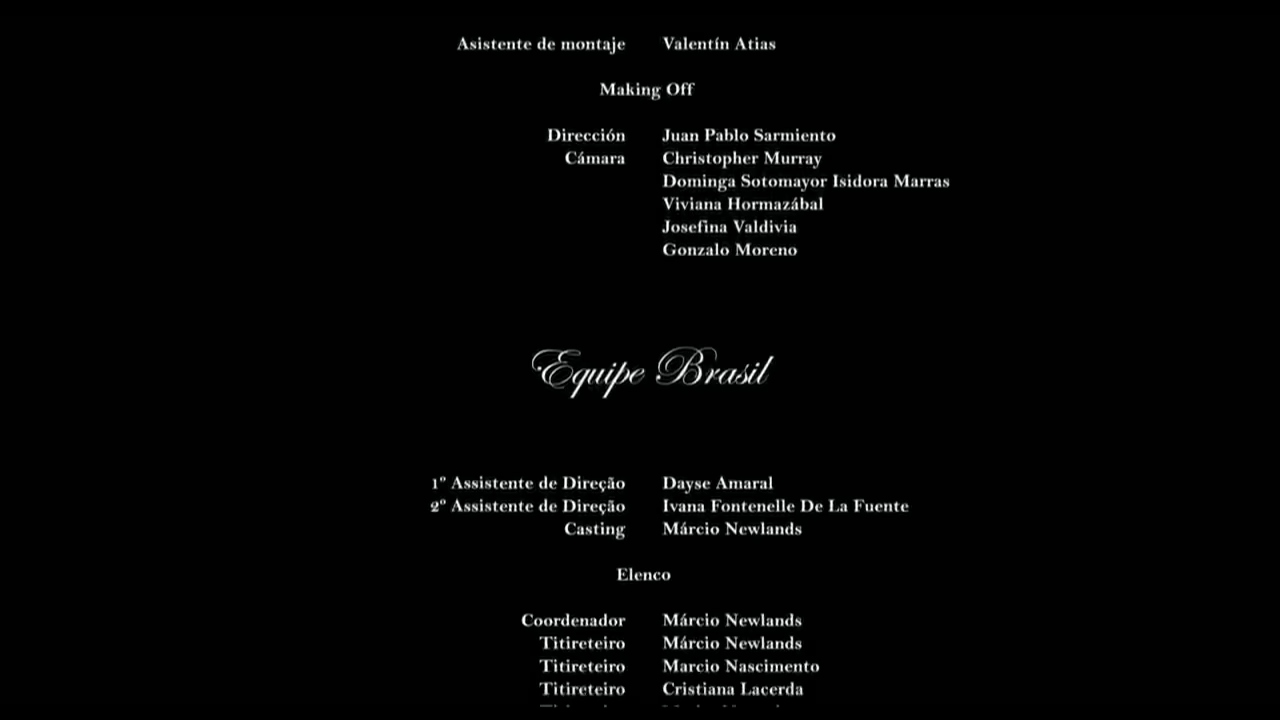 Asistente de montaje Valentín Atias
Making Off
Dirección Juan Pablo Sarmiento
Cámara Christopher Murray
Dominga Sotomayor Isidora Marras
Viviana Hormazábal
Josefina Valdivia
Gonzalo Moreno
Equipe Brasil
1º Assistente de Direção Dayse Amaral
2º Assistente de Direção Ivana Fontenelle De La Fuente
Casting Márcio Newlands
Elenco
Coordenador Márcio Newlands
Titireteiro Márcio Newlands
Titireteiro Marcio Nascimento
Titireteiro Cristiana Lacerda